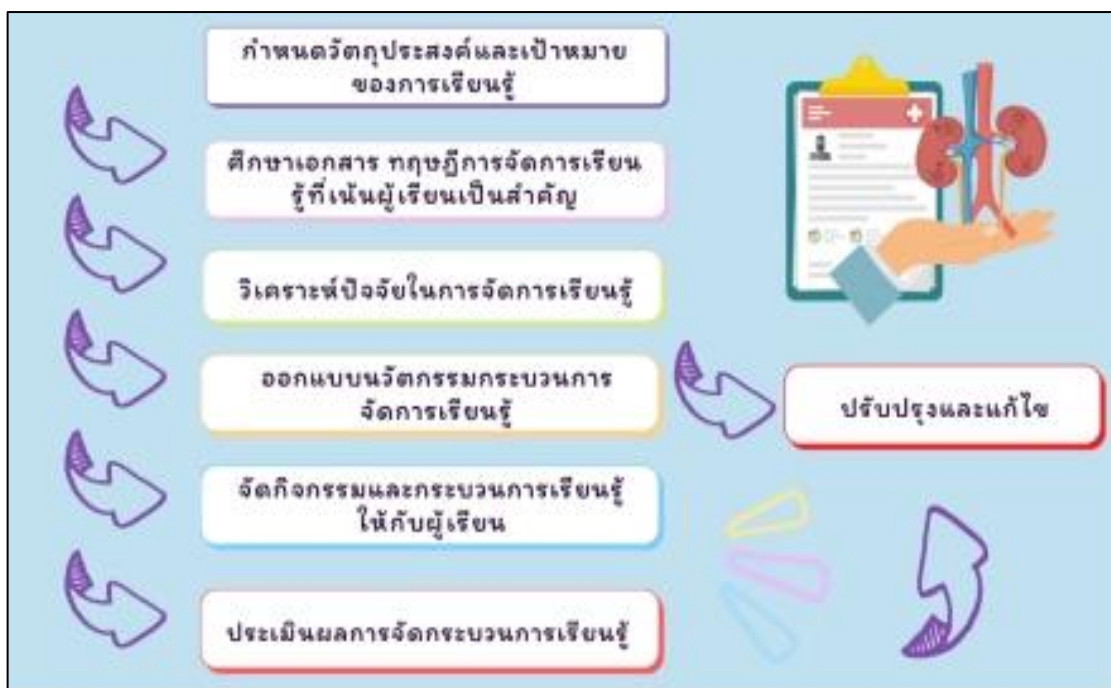 กำหนดวัตถุประสงค์และเป้าหมาย
ของการเรียนรู้
ศึกษาเอกสาร ทฤษฎีการจัดการเรียน
รู้ที่เน้นผู้เรียนเป็นสำคัญ
วิเคราะห์ปัจจัยในการจัดการเรียนรู้
ออกแบบนวัตกรรมกระบวนการ
จัดการเรียนรู้
จัดกิจกรรมและกระบวนการเรียนรู้
ให้กับผู้เรียน
ประเมินผลการจัดกระบวนการเรียนรู้
ปรับปรุงและแก้ไข